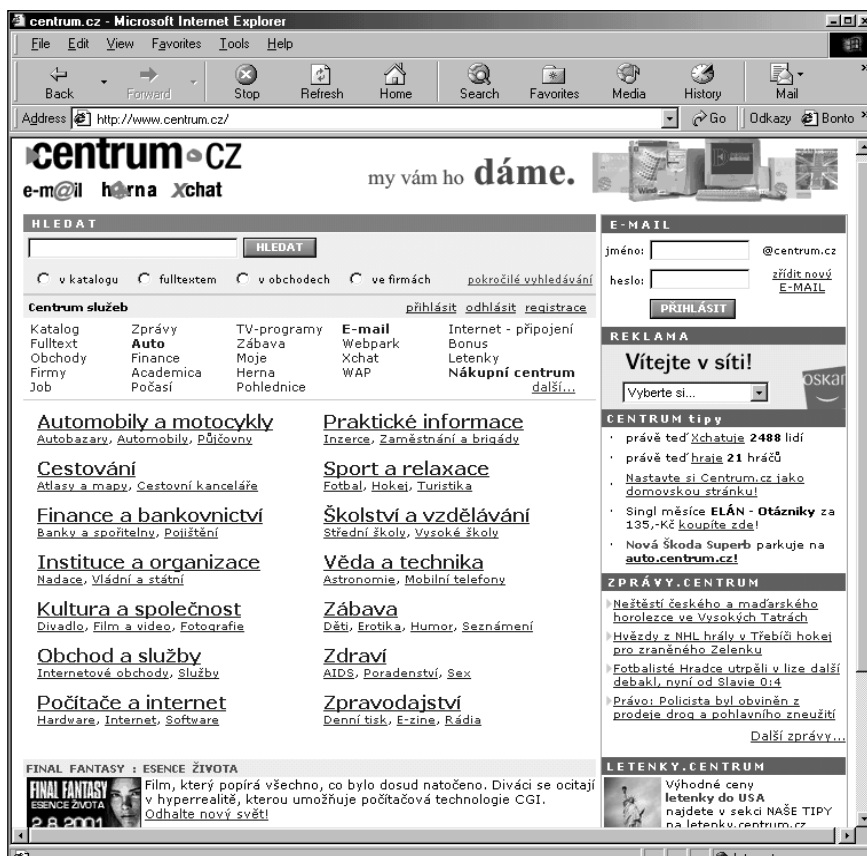 centrum.cz - Microsoft Internet Explorer
File Edit View Favorites Tools Help
Back Forward Stop Refresh Home Search Favorites Media History Mail
Address http://www.centrum.cz/ Go Odkazy Bonto
centrum.cz
e-m@il herna Xchat
my vám ho dáme.
HLEDAT
HLEDAT
v katalogu fulltextem v obchodech ve firmách pokročilé vyhledávání
Centrum služeb přihlásit odhlásit registrace
Katalog Zprávy TV-programy E-mail Internet - připojení
Fulltext Auto Zábava Webpark Bonus
Obchody Finance Moje Xchat Letenky
Firmy Academica Herna WAP Nákupní centrum
Job Počasí Pohlednice další...
Automobily a motocykly
Autobazary, Automobily, Půjčovny
Praktické informace
Inzerce, Zaměstnání a brigády
Cestování
Atlasy a mapy, Cestovní kanceláře
Sport a relaxace
Fotbal, Hokej, Turistika
Finance a bankovnictví
Banky a spořitelny, Pojištění
Školství a vzdělávání
Střední školy, Vysoké školy
Instituce a organizace
Nadace, Vládní a státní
Věda a technika
Astronomie, Mobilní telefony
Kultura a společnost
Divadlo, Film a video, Fotografie
Zábava
Děti, Erotika, Humor, Seznámení
Obchod a služby
Internetové obchody, Služby
Zdraví
AIDS, Poradenství, Sex
Počítače a internet
Hardware, Internet, Software
Zpravodajství
Denní tisk, E-zine, Rádia
FINAL FANTASY : ESENCE ŽIVOTA
FINAL FANTASY
ESENCE ŽIVOTA
2.8.2001
Film, který popírá všechno, co bylo dosud natočeno. Diváci se ocitají
v hyperrealitě, kterou umožňuje počítačová technologie CGI.
Odhalte nový svět!
E-MAIL
jméno: @centrum.cz
heslo: zřídit nový
E-MAIL
PŘIHLÁSIT
REKLAMA
Vítejte v síti!
oskar
Vyberte si...
CENTRUM tipy
· právě teď Xchatuje 2488 lidí
· právě teď hraje 21 hráčů
· Nastavte si Centrum.cz jako
domovskou stránku!
· Singl měsíce ELÁN - Otázniky za
135,-Kč koupíte zde!
· Nová Škoda Superb parkuje na
auto.centrum.cz!
ZPRÁVY.CENTRUM
Neštěstí českého a maďarského
horolezce ve Vysokých Tatrách
Hvězdy z NHL hrály v Třebíči hokej
pro zraněného Zelenku
Fotbalisté Hradce utrpěli v lize další
debakl, nyní od Slavie 0:4
Právo: Policista byl obviněn z
prodeje drog a pohlavního zneužití
Další zprávy...
LETENKY.CENTRUM
Výhodné ceny
letenky do USA
najdete v sekci NAŠE TIPY
na letenky.centrum.cz